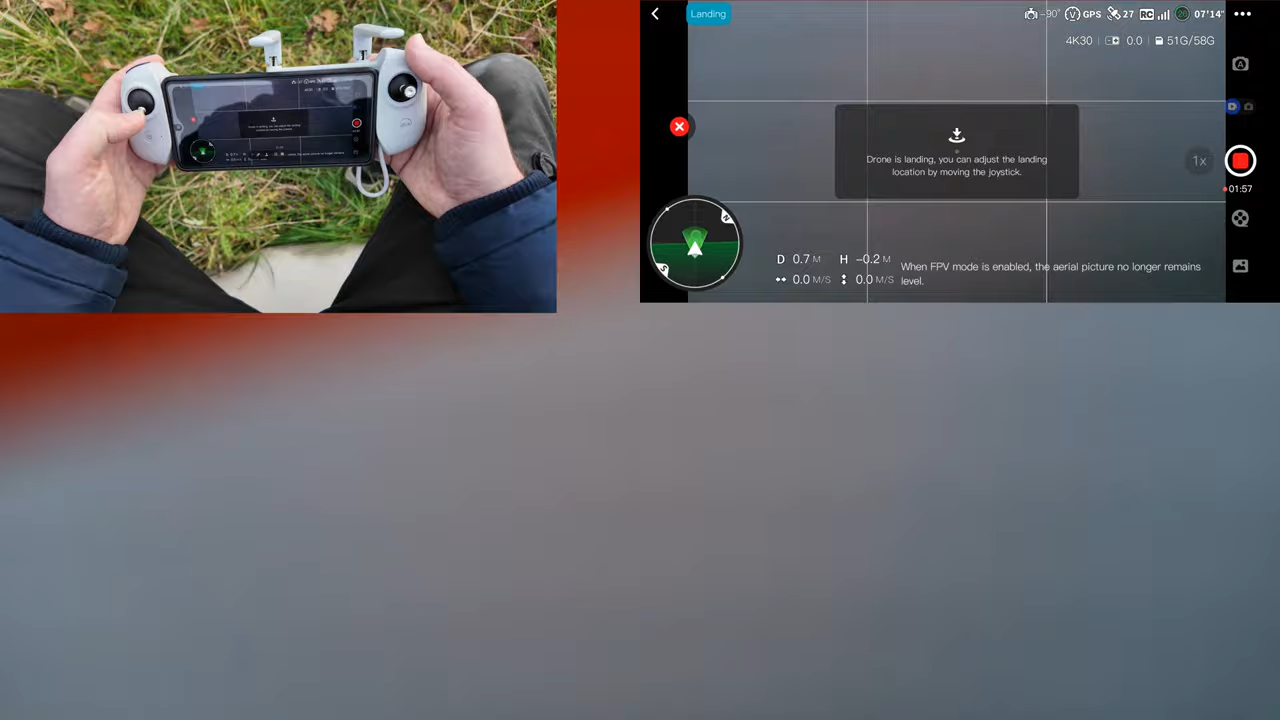 Landing
-90° GPS 27 RC 26 07'14"
4K30 0.0 51G/58G
A
Drone is landing, you can adjust the landing
location by moving the joystick.
1x
01:57
N
S
D 0.7 M H -0.2 M
0.0 M/S 0.0 M/S
When FPV mode is enabled, the aerial picture no longer remains
level.